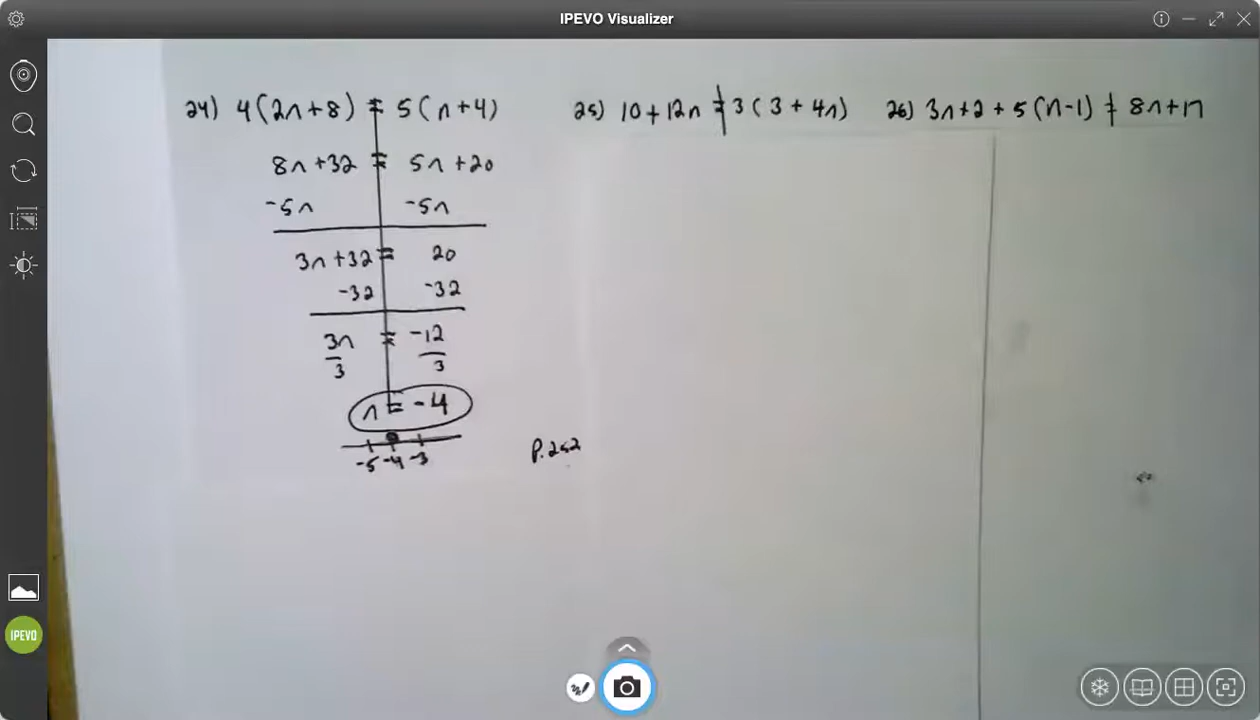 IPEVO Visualizer
24) 4(2n+8) = 5(n+4)
8n+32 = 5n+20
-5n -5n
3n+32 = 20
-32 -32
3n = -12
3 3
n = -4
-5 -4 -3
P.252
25) 10+12n = 3(3+4n)
26) 3n+2+5(n-1) = 8n+17
IPEVO